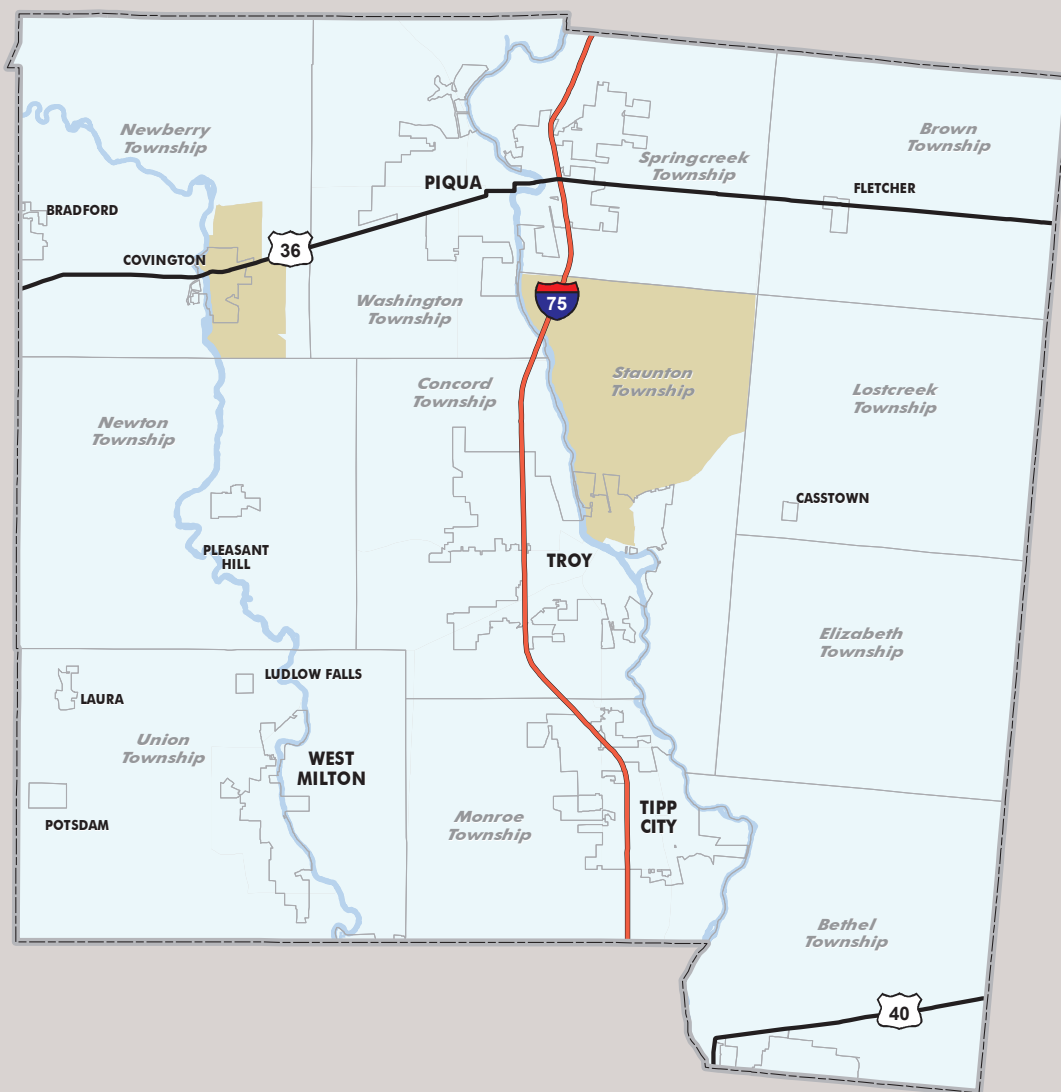 Newberry
Township
Brown
Township
Springcreek
Township
PIQUA
FLETCHER
BRADFORD
36
COVINGTON
75
Washington
Township
Staunton
Township
Concord
Township
Lostcreek
Township
Newton
Township
CASSTOWN
PLEASANT
HILL
TROY
Elizabeth
Township
LUDLOW FALLS
LAURA
Union
Township
WEST
MILTON
TIPP
CITY
Monroe
Township
POTSDAM
Bethel
Township
40